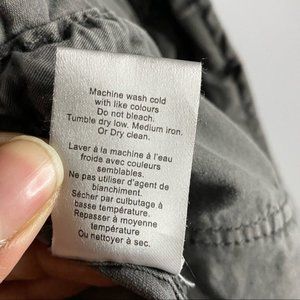 Machine wash cold
with like colours
Do not bleach.
Tumble dry low. Medium iron.
Or Dry clean.
Laver à la machine à l'eau
froide avec couleurs
semblables.
Ne pas utiliser d'agent de
blanchiment.
Sécher par culbutage à
basse température.
Repasser à moyenne
température.
Ou nettoyer à sec.